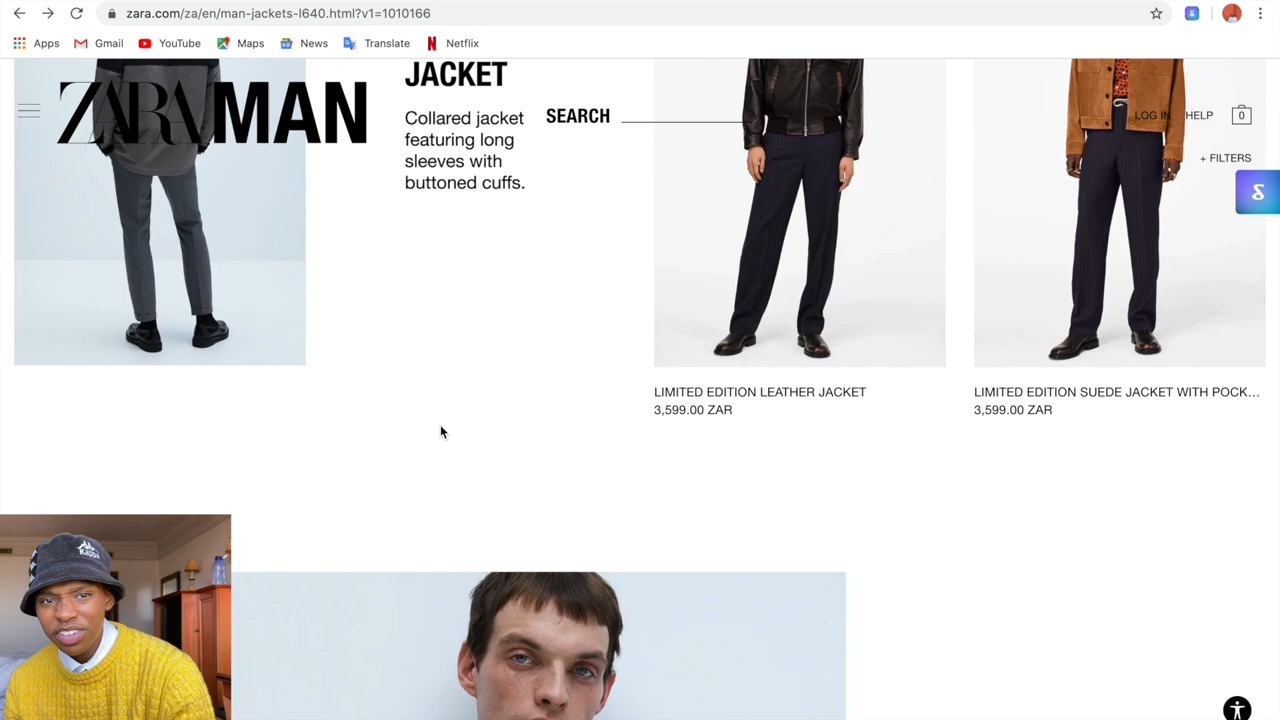 zara.com/za/en/man-jackets-l640.html?v1=1010166
Apps Gmail YouTube Maps News Translate Netflix
ZARA MAN
JACKET
Collared jacket
featuring long
sleeves with
buttoned cuffs.
SEARCH
LOG IN HELP 0
+ FILTERS
LIMITED EDITION LEATHER JACKET
3,599.00 ZAR
LIMITED EDITION SUEDE JACKET WITH POCK...
3,599.00 ZAR
Kappa